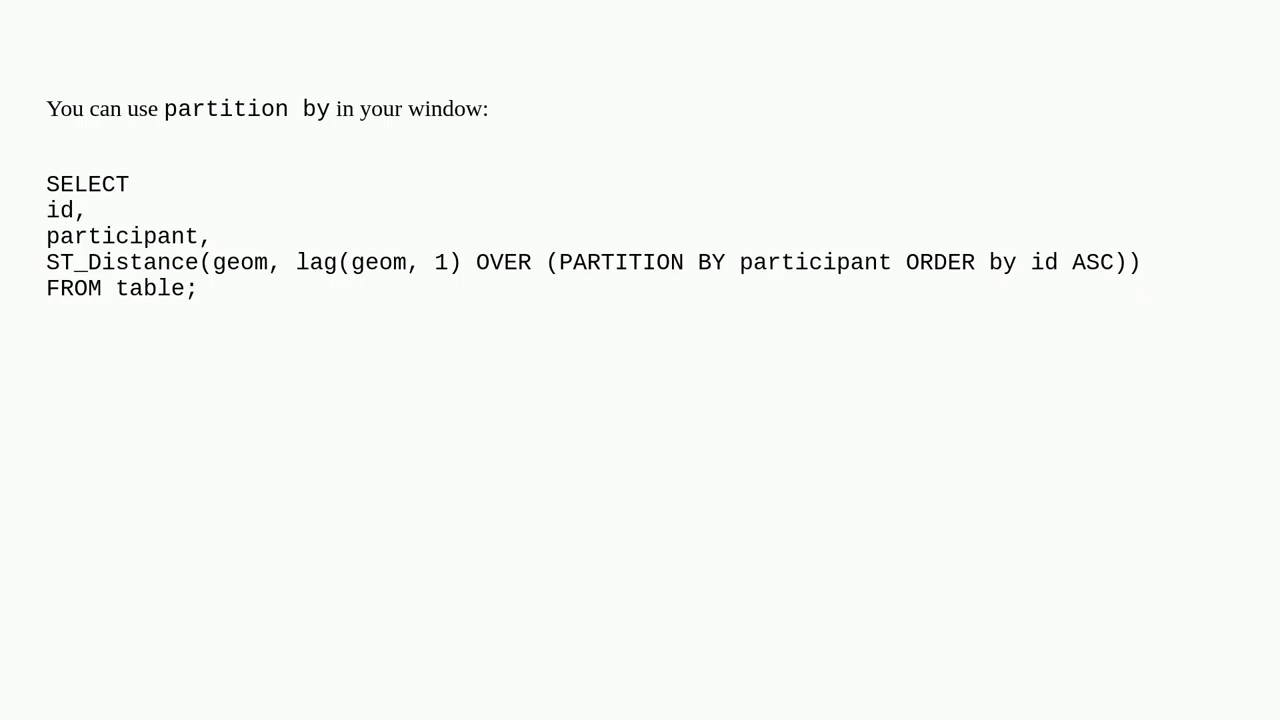 You can use partition by in your window:
SELECT
id,
participant,
ST_Distance(geom, lag(geom, 1) OVER (PARTITION BY participant ORDER by id ASC))
FROM table;